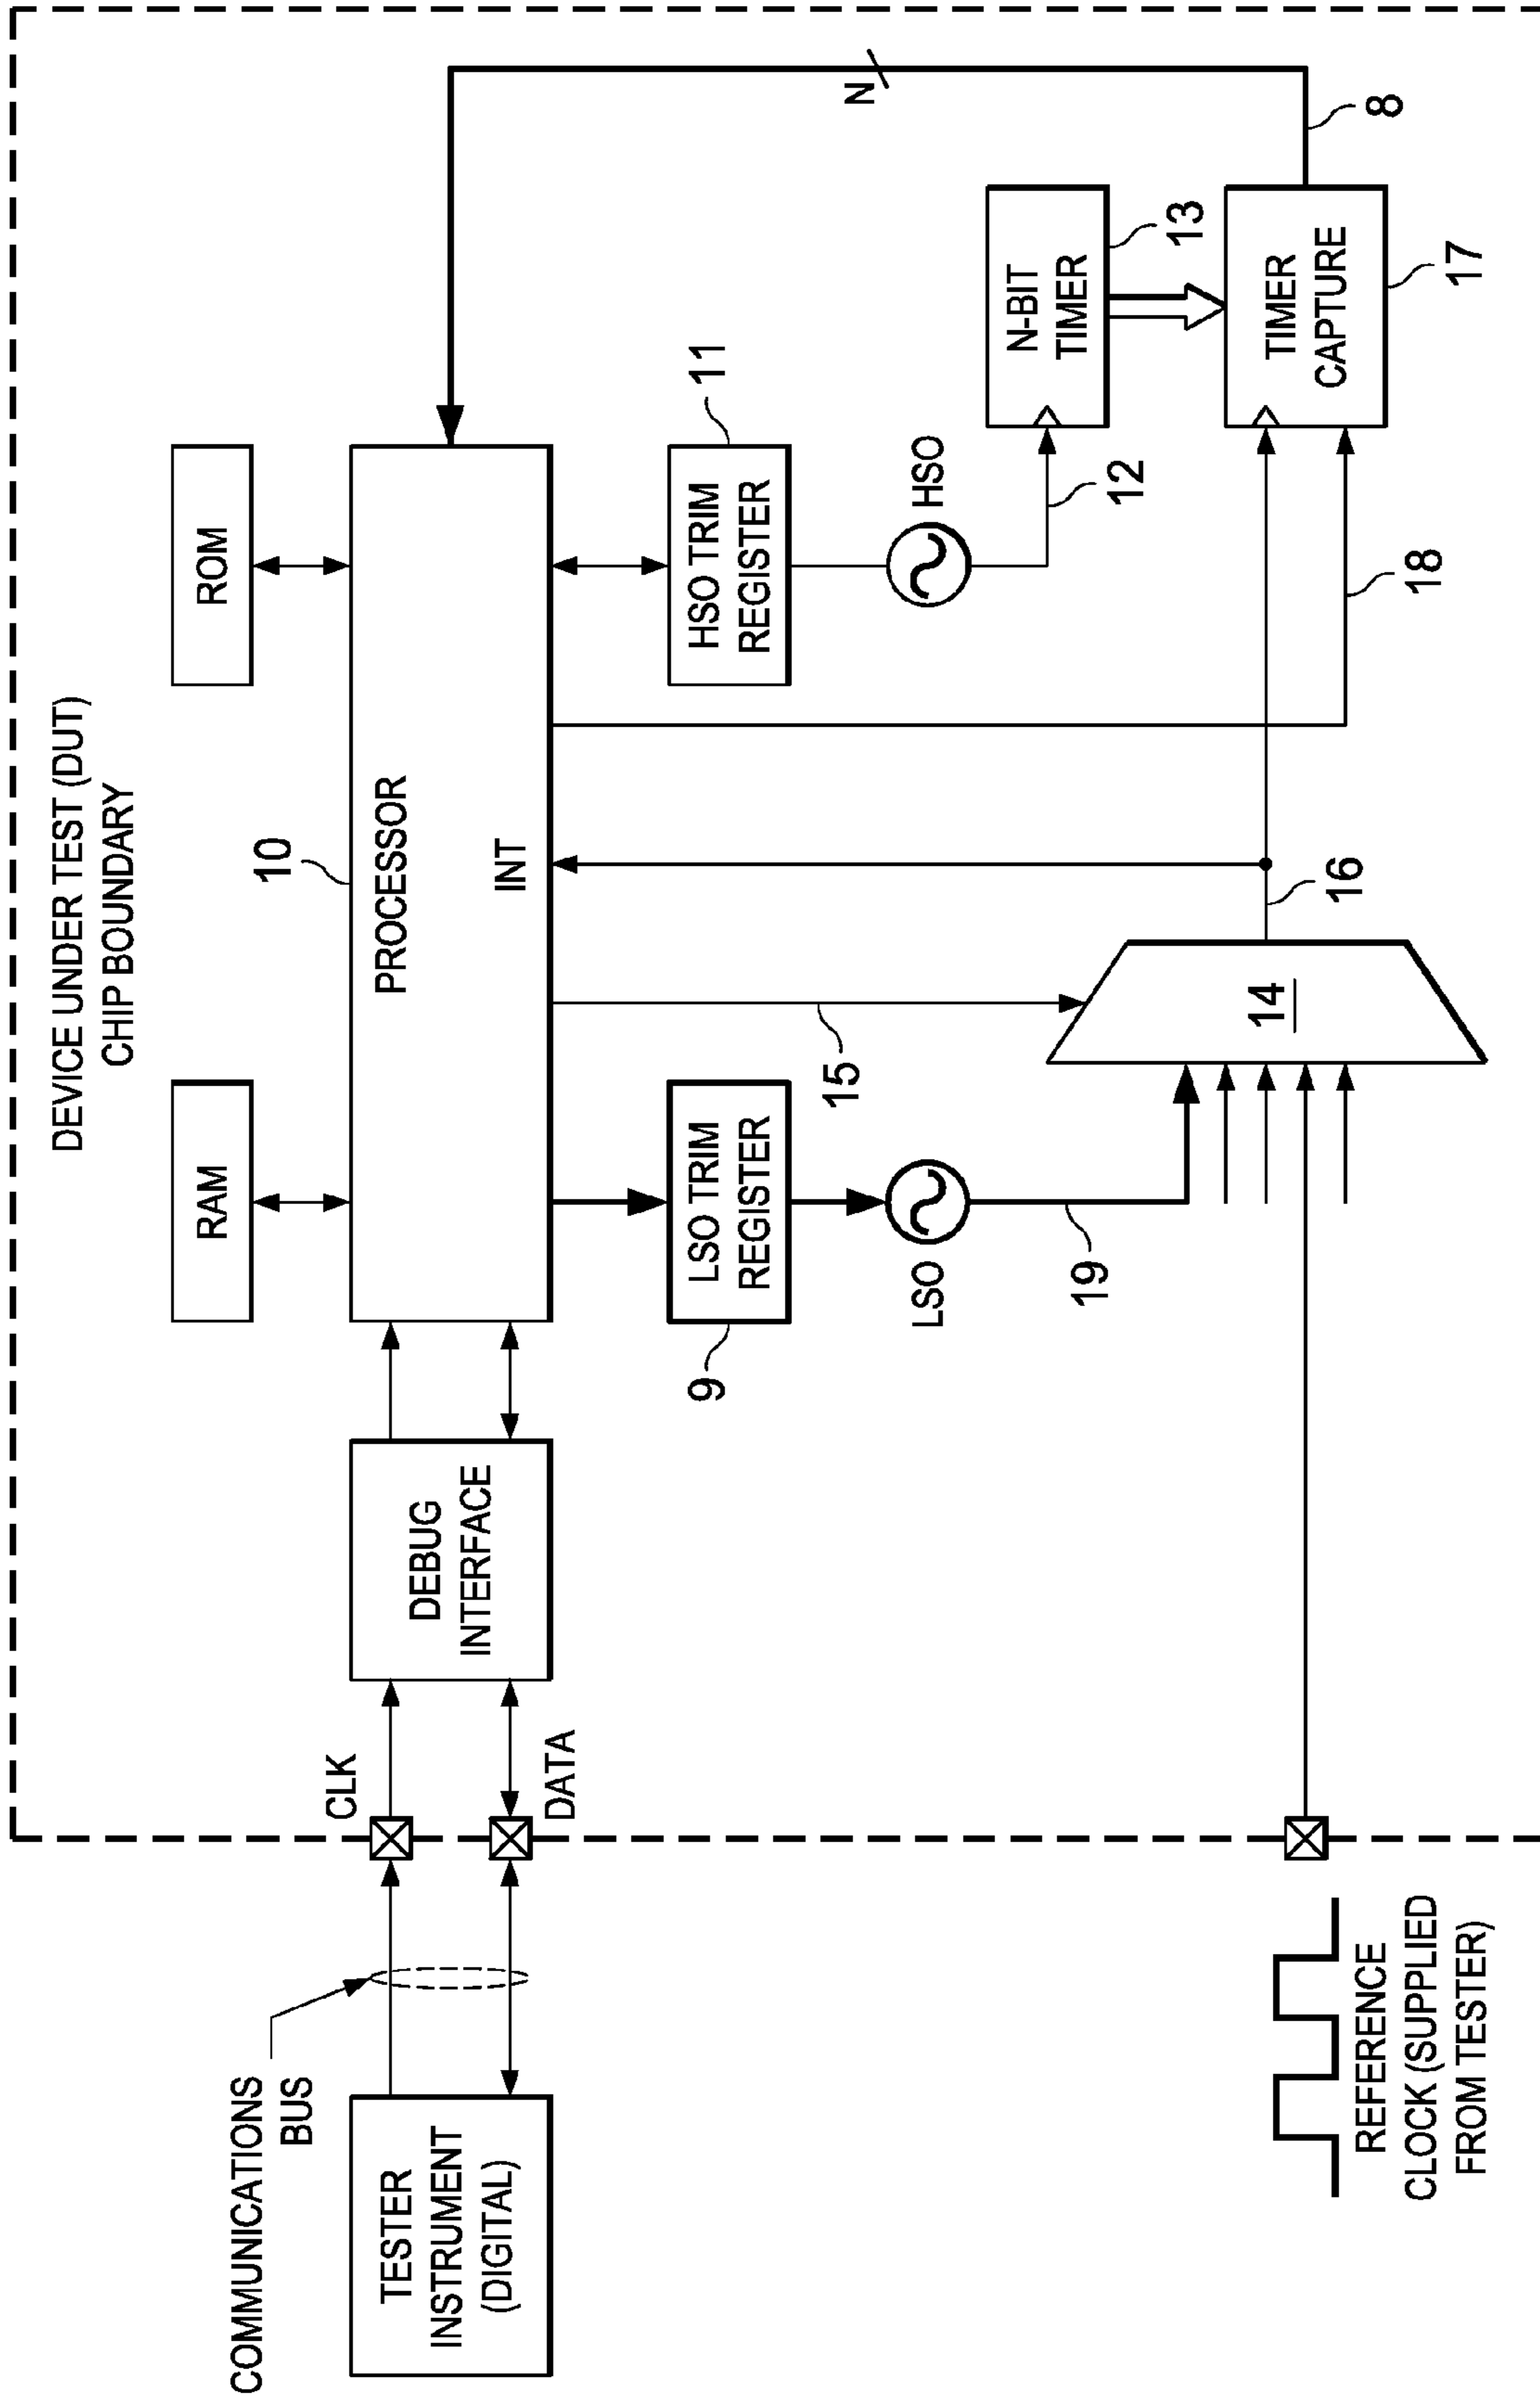 DEVICE UNDER TEST (DUT)
CHIP BOUNDARY
COMMUNICATIONS
BUS
TESTER
INSTRUMENT
(DIGITAL)
CLK
DATA
DEBUG
INTERFACE
RAM
ROM
10
PROCESSOR
INT
9
LSO TRIM
REGISTER
HSO TRIM
REGISTER
11
LSO
HSO
19
15
12
N
N-BIT
TIMER
13
14
16
18
TIMER
CAPTURE
17
8
REFERENCE
CLOCK (SUPPLIED
FROM TESTER)